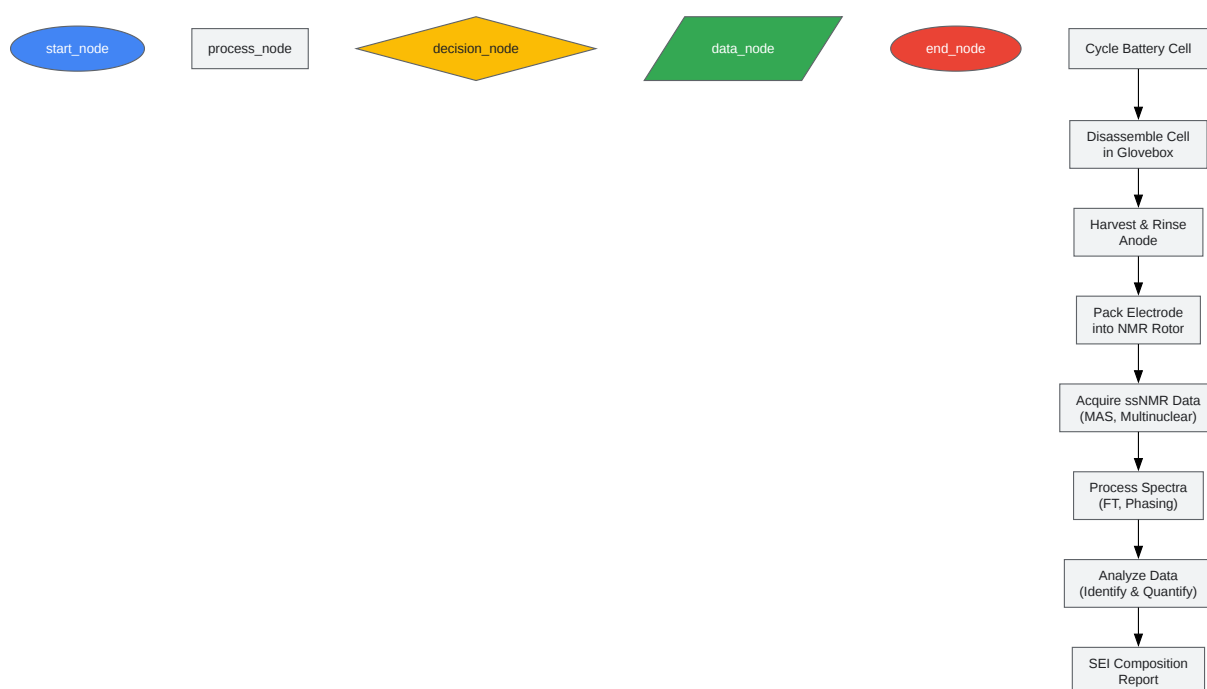 start_node
process_node
decision_node
data_node
end_node
Cycle Battery Cell
Disassemble Cell
in Glovebox
Harvest & Rinse
Anode
Pack Electrode
into NMR Rotor
Acquire ssNMR Data
(MAS, Multinuclear)
Process Spectra
(FT, Phasing)
Analyze Data
(Identify & Quantify)
SEI Composition
Report